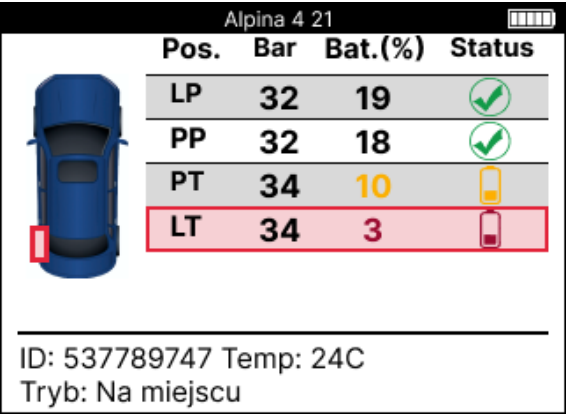 Alpina 4 21
Pos. Bar Bat.(%) Status
LP 32 19
PP 32 18
PT 34 10
LT 34 3
ID: 537789747 Temp: 24C
Tryb: Na miejscu